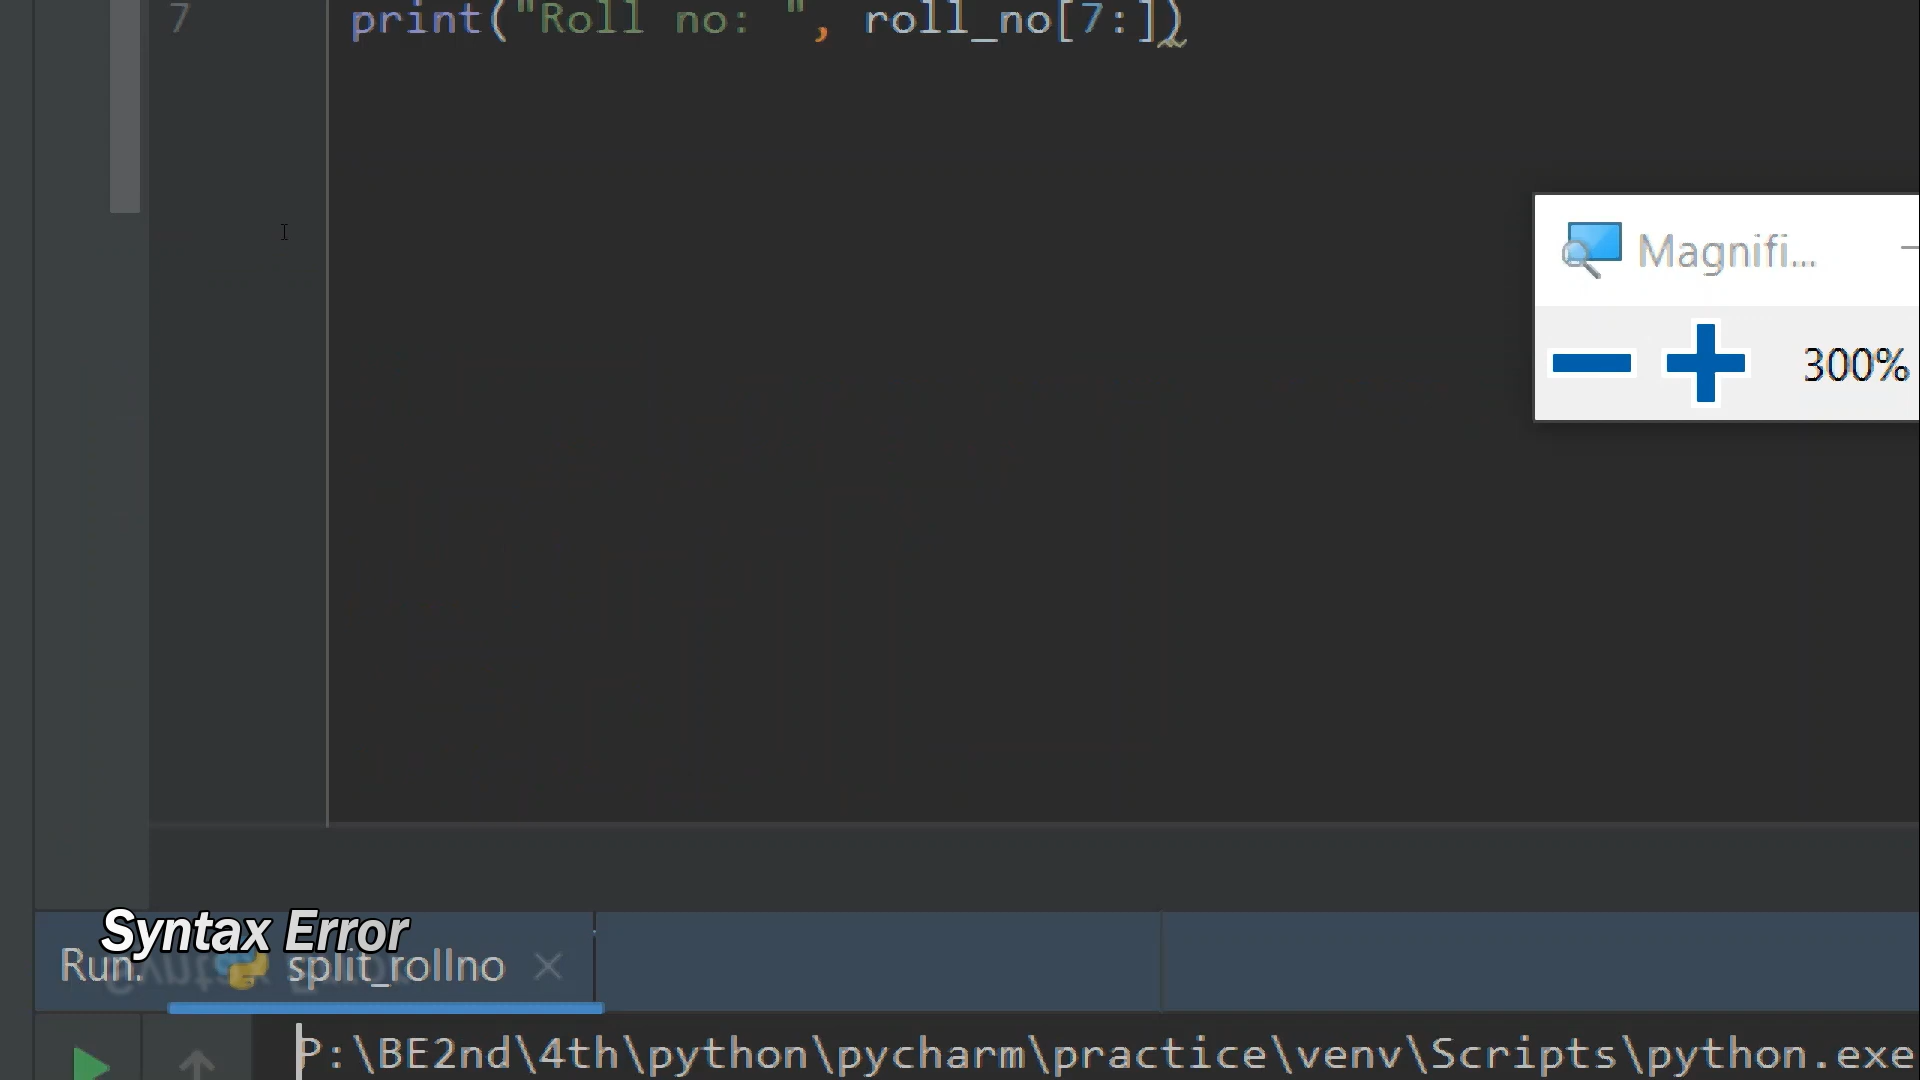 7 print("Roll no: ", roll_no[7:])
Magnifi...
300%
Syntax Error
Run: split_rollno
P:\BE2nd\4th\python\pycharm\practice\venv\Scripts\python.exe